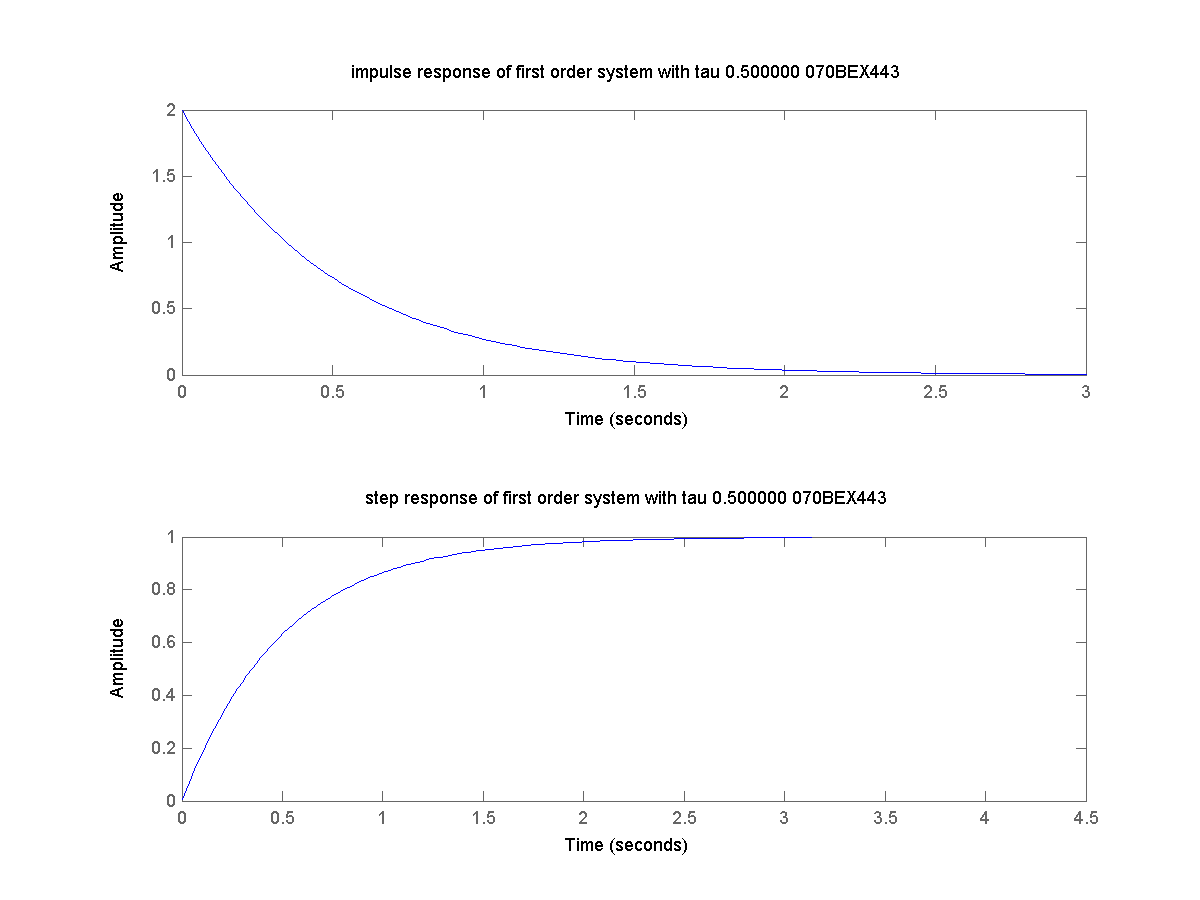 impulse response of first order system with tau 0.500000 070BEX443
2
1.5
1
0.5
0
Amplitude
0 0.5 1 1.5 2 2.5 3
Time (seconds)
step response of first order system with tau 0.500000 070BEX443
1
0.8
0.6
0.4
0.2
0
Amplitude
0 0.5 1 1.5 2 2.5 3 3.5 4 4.5
Time (seconds)